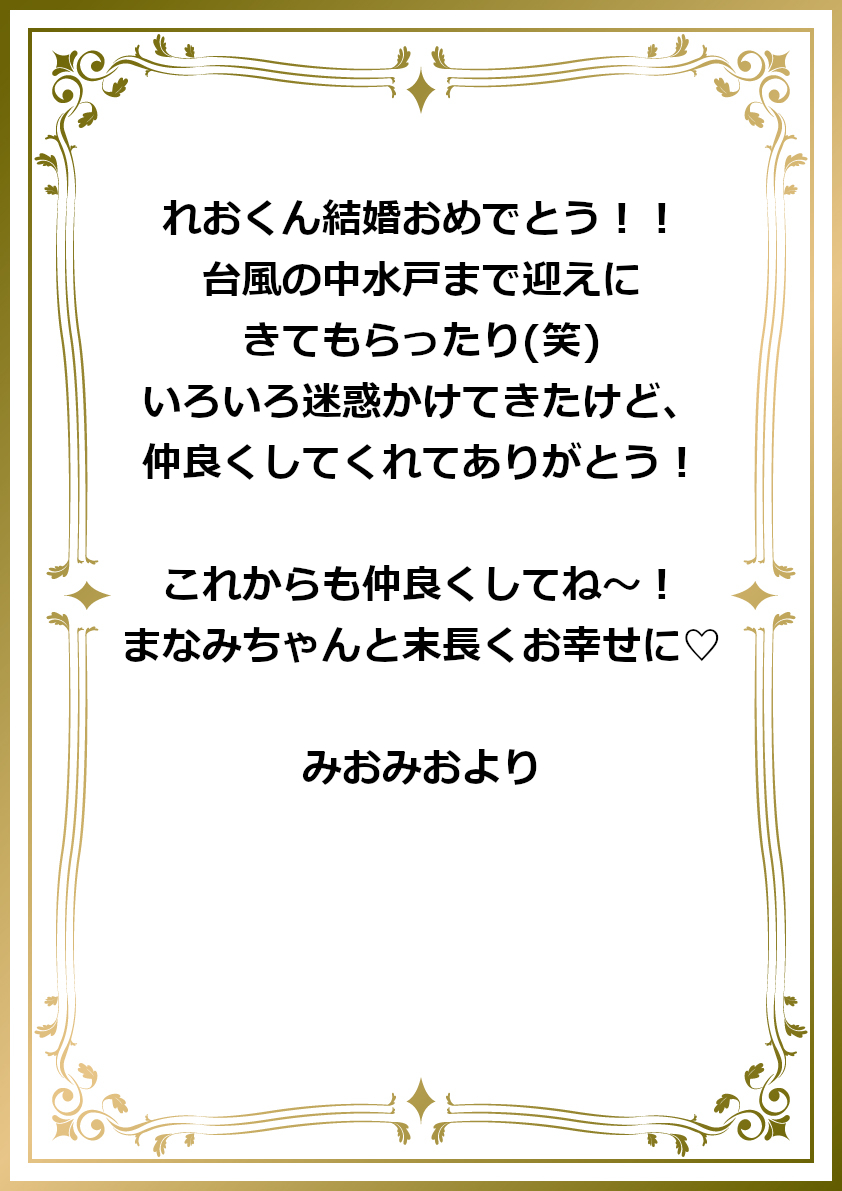 れおくん結婚おめでとう！！
台風の中水戸まで迎えに
きてもらったり(笑)
いろいろ迷惑かけてきたけど、
仲良くしてくれてありがとう！
これからも仲良くしてね～！
まなみちゃんと末長くお幸せに♡
みおみおより